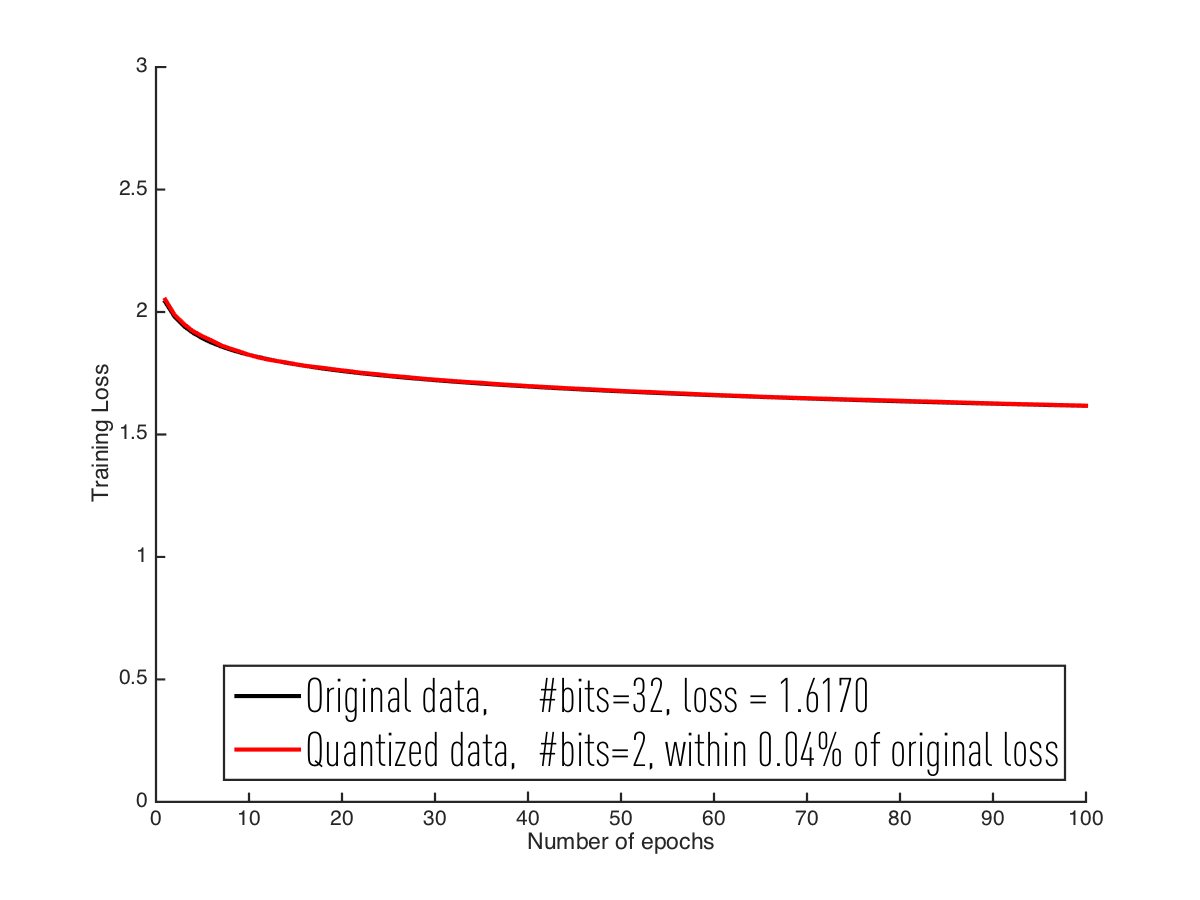 3
2.5
2
1.5
1
0.5
0
Training Loss
Original data, #bits=32, loss = 1.6170
Quantized data, #bits=2, within 0.04% of original loss
0 10 20 30 40 50 60 70 80 90 100
Number of epochs